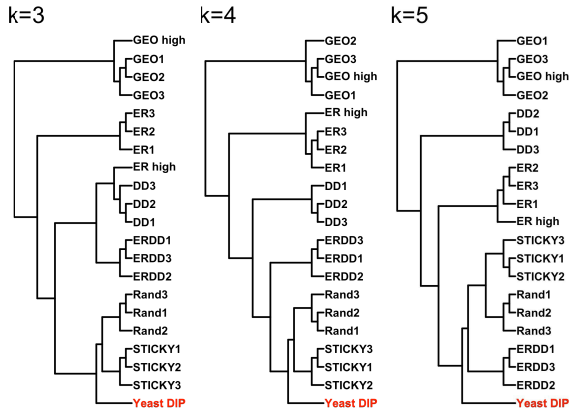 k=3
GEO high
GEO1
GEO2
GEO3
ER3
ER2
ER1
ER high
DD3
DD2
DD1
ERDD1
ERDD3
ERDD2
Rand3
Rand1
Rand2
STICKY1
STICKY2
STICKY3
Yeast DIP
k=4
GEO2
GEO3
GEO high
GEO1
ER high
ER3
ER2
ER1
DD1
DD2
DD3
ERDD3
ERDD1
ERDD2
Rand3
Rand2
Rand1
STICKY3
STICKY1
STICKY2
Yeast DIP
k=5
GEO1
GEO3
GEO high
GEO2
DD2
DD1
DD3
ER2
ER3
ER1
ER high
STICKY3
STICKY1
STICKY2
Rand1
Rand2
Rand3
ERDD1
ERDD3
ERDD2
Yeast DIP